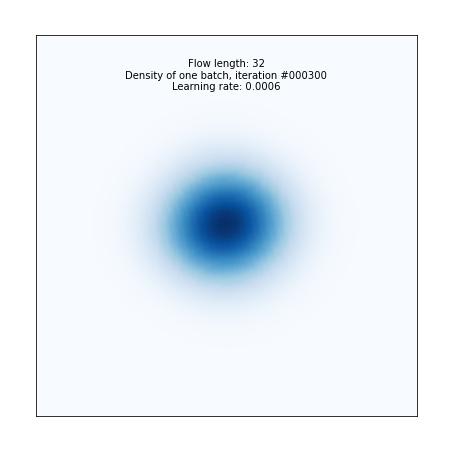 Flow length: 32
Density of one batch, iteration #000300
Learning rate: 0.0006